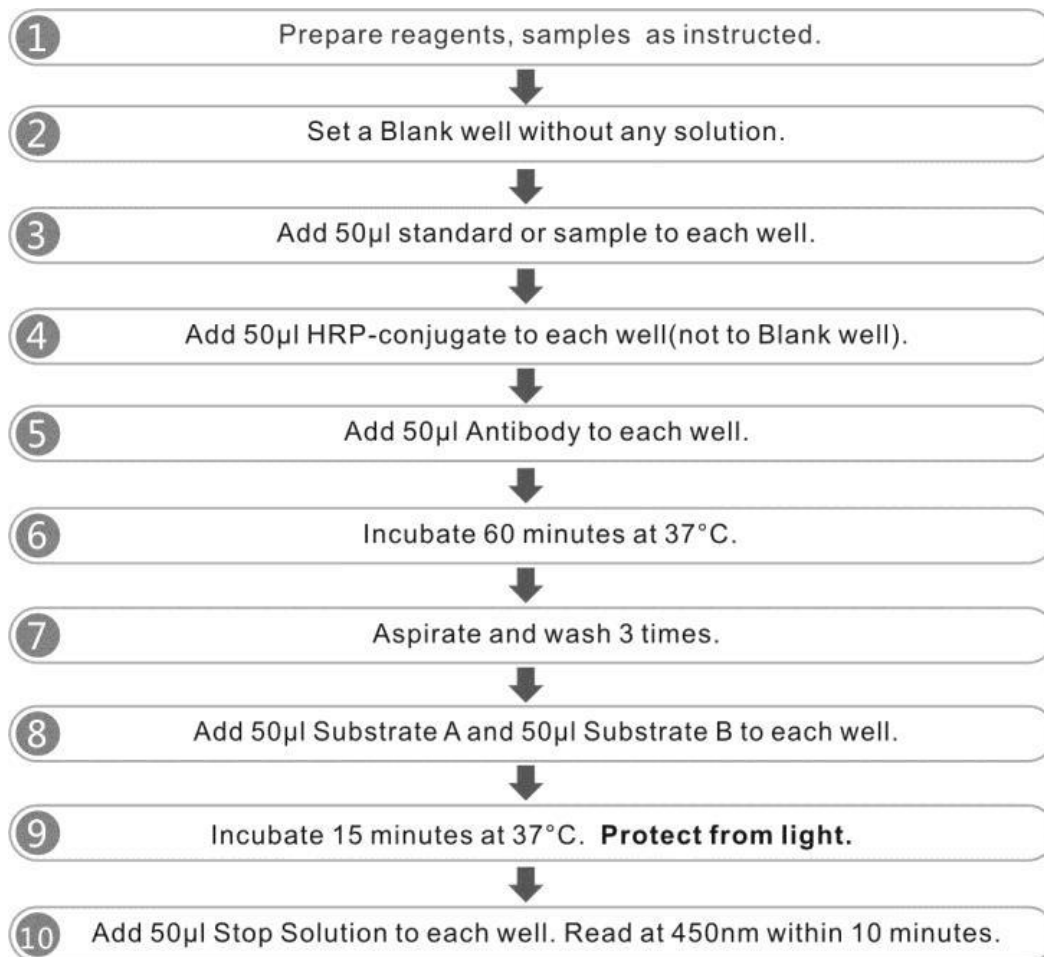 1 Prepare reagents, samples as instructed.
2 Set a Blank well without any solution.
3 Add 50µl standard or sample to each well.
4 Add 50µl HRP-conjugate to each well(not to Blank well).
5 Add 50µl Antibody to each well.
6 Incubate 60 minutes at 37°C.
7 Aspirate and wash 3 times.
8 Add 50µl Substrate A and 50µl Substrate B to each well.
9 Incubate 15 minutes at 37°C. Protect from light.
10 Add 50µl Stop Solution to each well. Read at 450nm within 10 minutes.